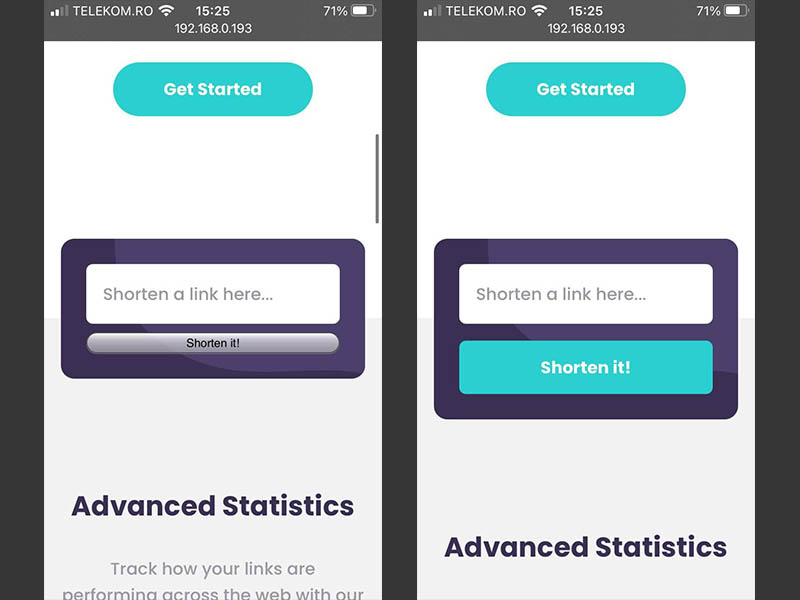 TELEKOM.RO 15:25 71%
192.168.0.193
Get Started
Shorten a link here...
Shorten it!
Advanced Statistics
Track how your links are
performing across the web with our
TELEKOM.RO 15:25 71%
192.168.0.193
Get Started
Shorten a link here...
Shorten it!
Advanced Statistics